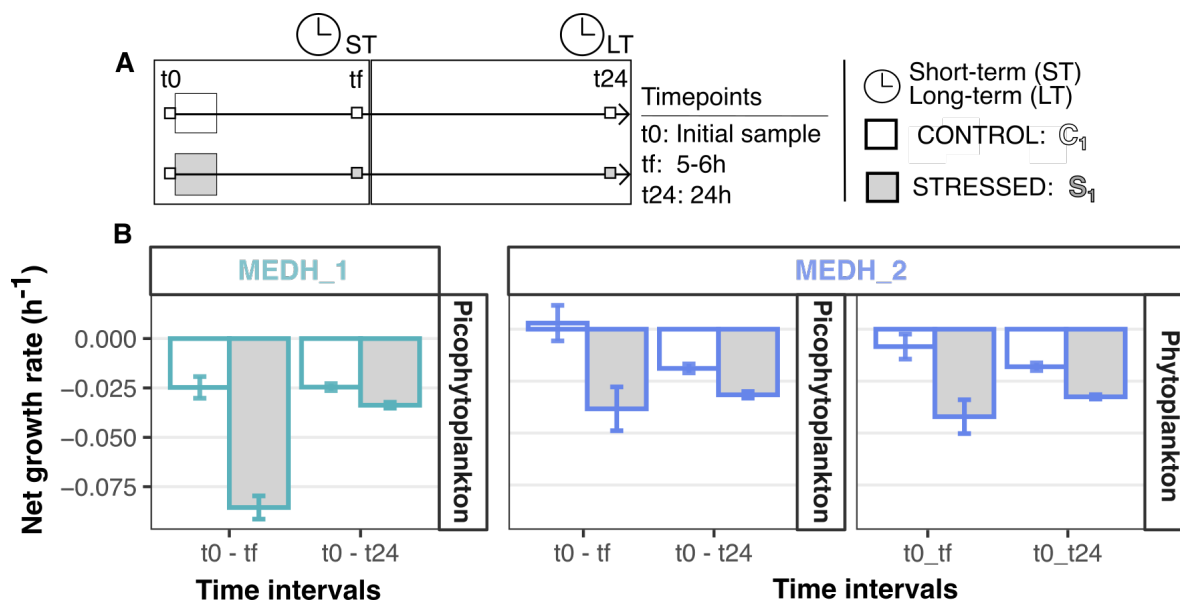 A
ST
LT
t0
tf
t24
Timepoints
t0: Initial sample
tf: 5-6h
t24: 24h
Short-term (ST)
Long-term (LT)
CONTROL: C1
STRESSED: S1
B
MEDH_1
MEDH_2
Net growth rate (h-1)
0.000
−0.025
−0.050
−0.075
Picophytoplankton
Picophytoplankton
Phytoplankton
t0 - tf
t0 - t24
t0 - tf
t0 - t24
t0_tf
t0_t24
Time intervals
Time intervals